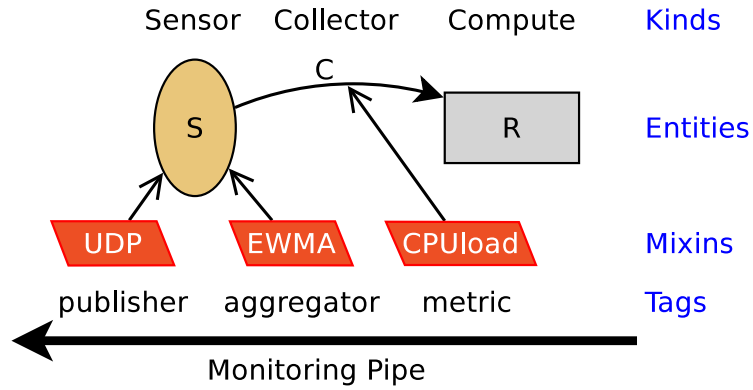 Sensor Collector Compute Kinds
C
S R Entities
UDP EWMA CPUload Mixins
publisher aggregator metric Tags
Monitoring Pipe